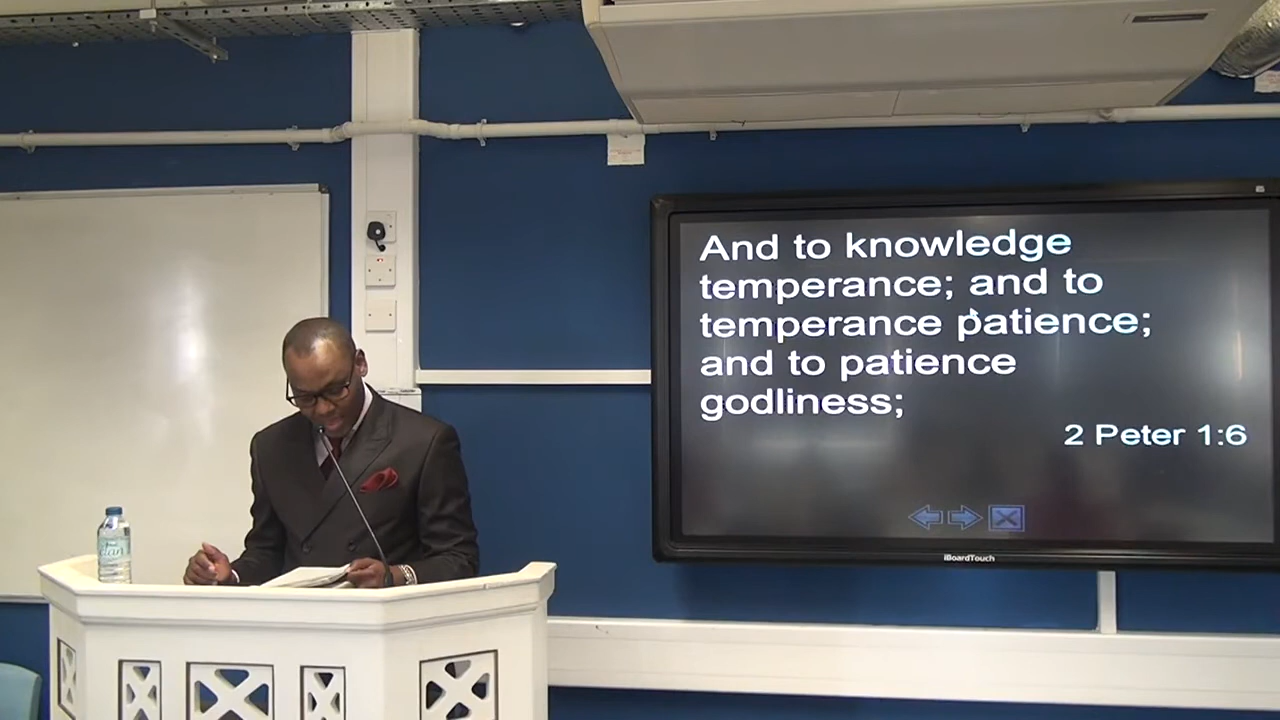 And to knowledge
temperance; and to
temperance patience;
and to patience
godliness;
2 Peter 1:6
iBoardTouch